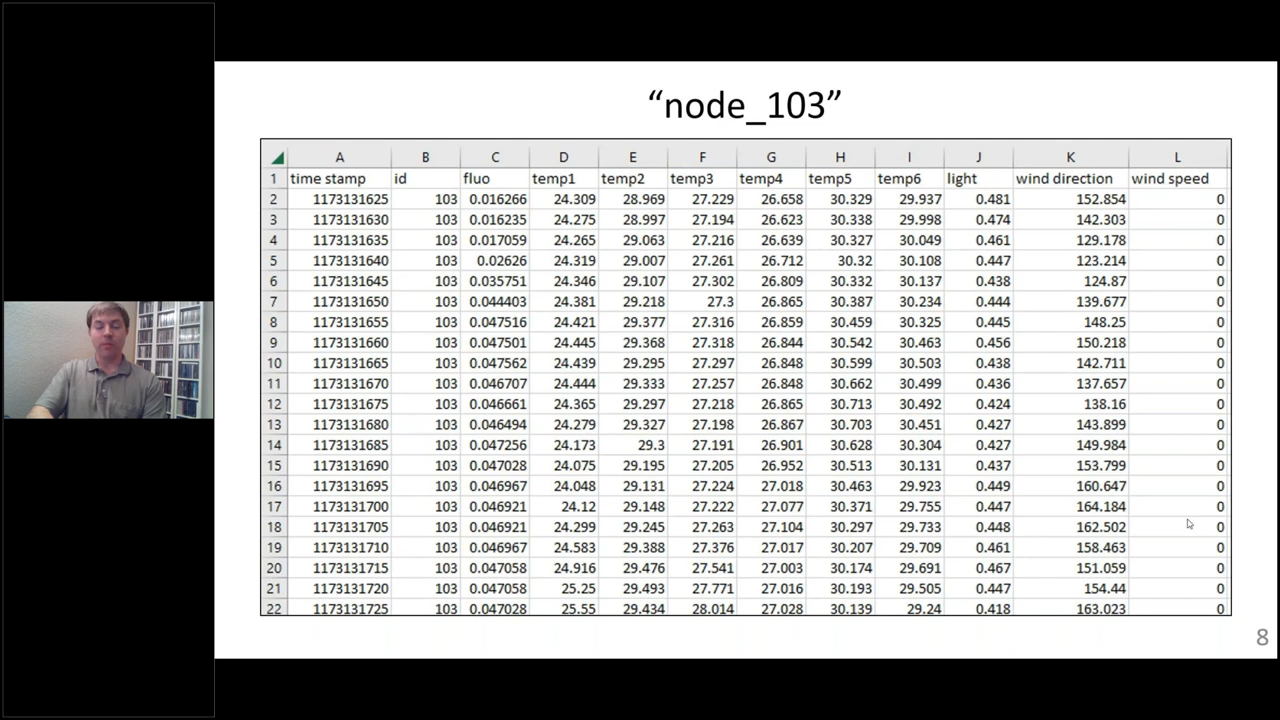 “node_103”
A B C D E F G H I J K L
1 time stamp id fluo temp1 temp2 temp3 temp4 temp5 temp6 light wind direction wind speed
2 1173131625 103 0.016266 24.309 28.969 27.229 26.658 30.329 29.937 0.481 152.854 0
3 1173131630 103 0.016235 24.275 28.997 27.194 26.623 30.338 29.998 0.474 142.303 0
4 1173131635 103 0.017059 24.265 29.063 27.216 26.639 30.327 30.049 0.461 129.178 0
5 1173131640 103 0.02626 24.319 29.007 27.261 26.712 30.32 30.108 0.447 123.214 0
6 1173131645 103 0.035751 24.346 29.107 27.302 26.809 30.332 30.137 0.438 124.87 0
7 1173131650 103 0.044403 24.381 29.218 27.3 26.865 30.387 30.234 0.444 139.677 0
8 1173131655 103 0.047516 24.421 29.377 27.316 26.859 30.459 30.325 0.445 148.25 0
9 1173131660 103 0.047501 24.445 29.368 27.318 26.844 30.542 30.463 0.456 150.218 0
10 1173131665 103 0.047562 24.439 29.295 27.297 26.848 30.599 30.503 0.438 142.711 0
11 1173131670 103 0.046707 24.444 29.333 27.257 26.848 30.662 30.499 0.436 137.657 0
12 1173131675 103 0.046661 24.365 29.297 27.218 26.865 30.713 30.492 0.424 138.16 0
13 1173131680 103 0.046494 24.279 29.327 27.198 26.867 30.703 30.451 0.427 143.899 0
14 1173131685 103 0.047256 24.173 29.3 27.191 26.901 30.628 30.304 0.427 149.984 0
15 1173131690 103 0.047028 24.075 29.195 27.205 26.952 30.513 30.131 0.437 153.799 0
16 1173131695 103 0.046967 24.048 29.131 27.224 27.018 30.463 29.923 0.449 160.647 0
17 1173131700 103 0.046921 24.12 29.148 27.222 27.077 30.371 29.755 0.447 164.184 0
18 1173131705 103 0.046921 24.299 29.245 27.263 27.104 30.297 29.733 0.448 162.502 0
19 1173131710 103 0.046967 24.583 29.388 27.376 27.017 30.207 29.709 0.461 158.463 0
20 1173131715 103 0.047058 24.916 29.476 27.541 27.003 30.174 29.691 0.467 151.059 0
21 1173131720 103 0.047058 25.25 29.493 27.771 27.016 30.193 29.505 0.447 154.44 0
22 1173131725 103 0.047028 25.55 29.434 28.014 27.028 30.139 29.24 0.418 163.023 0
8